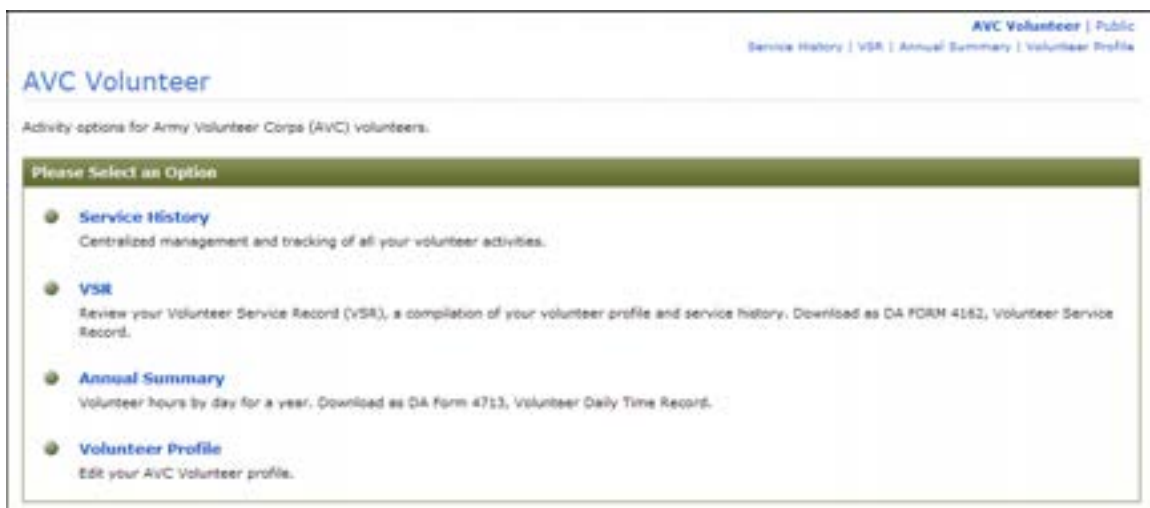 AVC Volunteer | Public
Service History | VSR | Annual Summary | Volunteer Profile
AVC Volunteer
Activity options for Army Volunteer Corps (AVC) volunteers.
Please Select an Option
Service History
Centralized management and tracking of all your volunteer activities.
VSR
Review your Volunteer Service Record (VSR), a compilation of your volunteer profile and service history. Download as DA FORM 4162, Volunteer Service
Record.
Annual Summary
Volunteer hours by day for a year. Download as DA Form 4713, Volunteer Daily Time Record.
Volunteer Profile
Edit your AVC Volunteer profile.